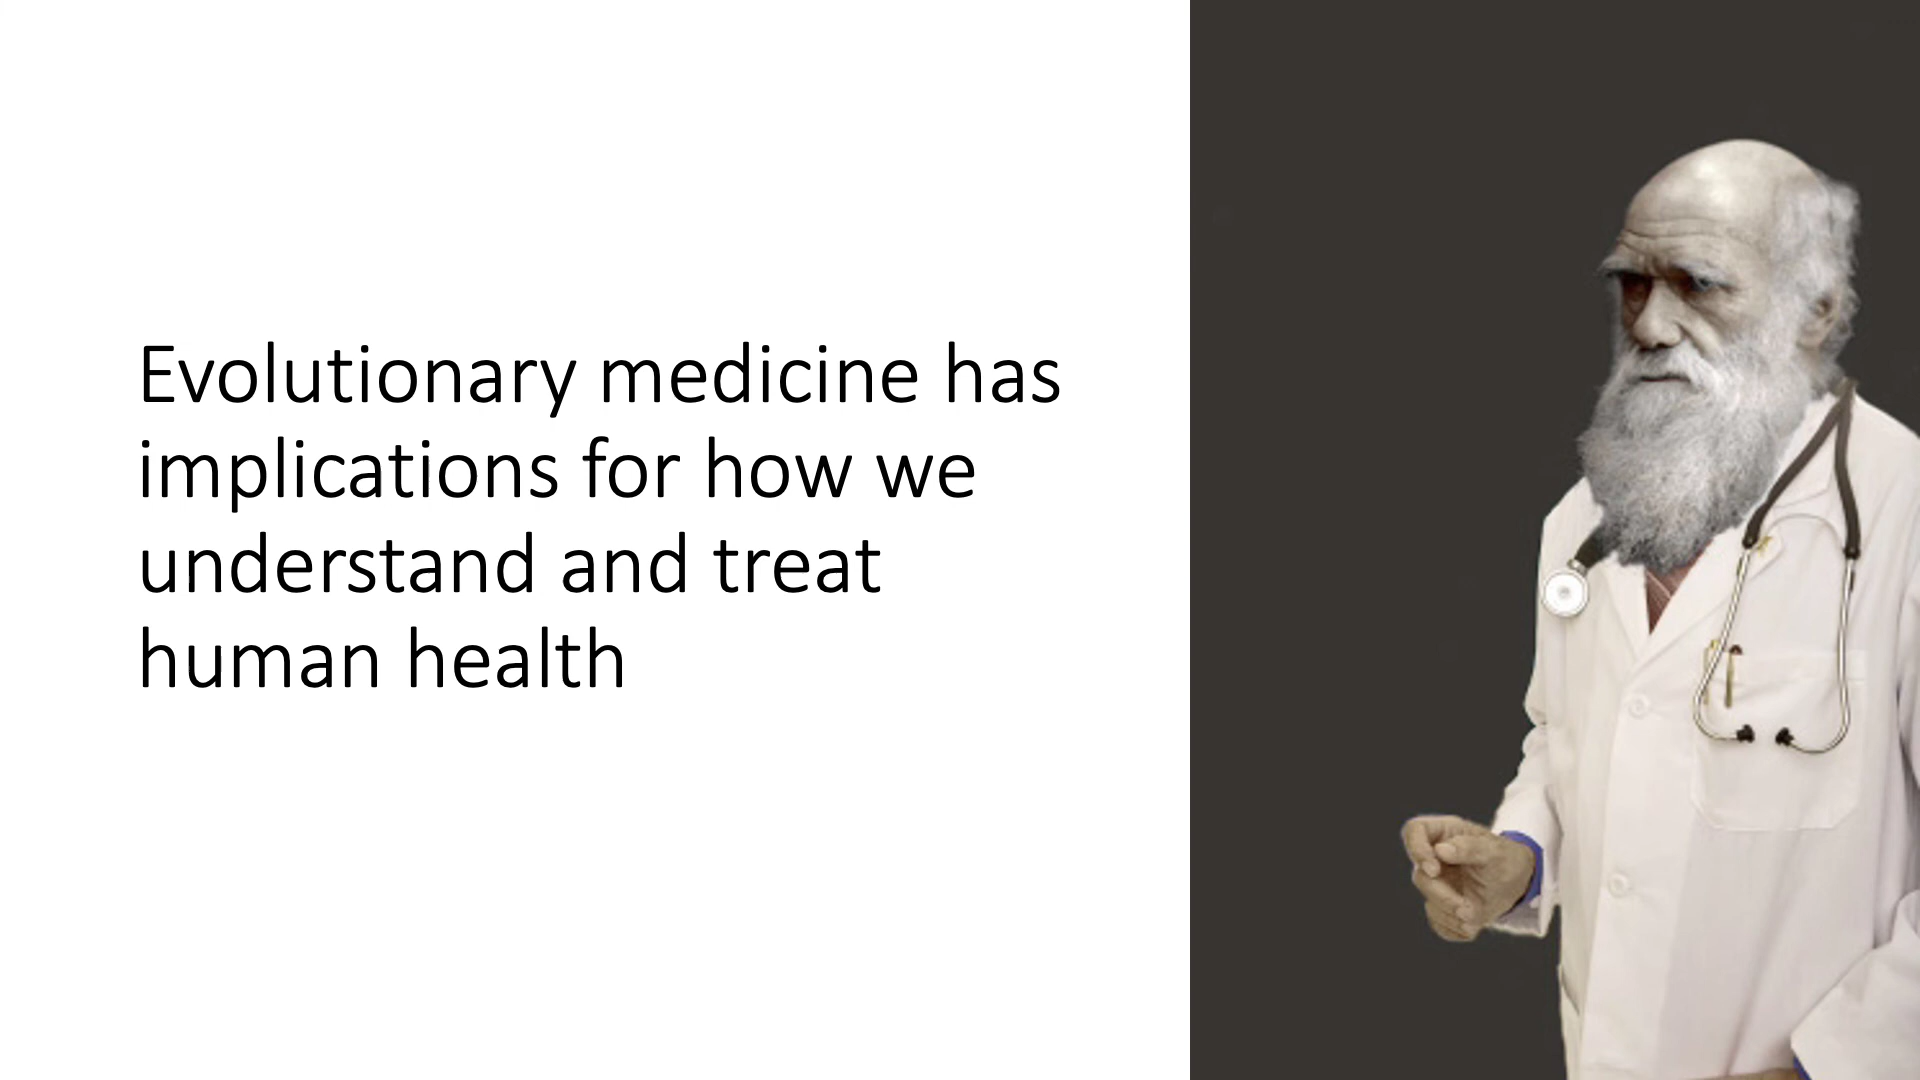 Evolutionary medicine has
implications for how we
understand and treat
human health